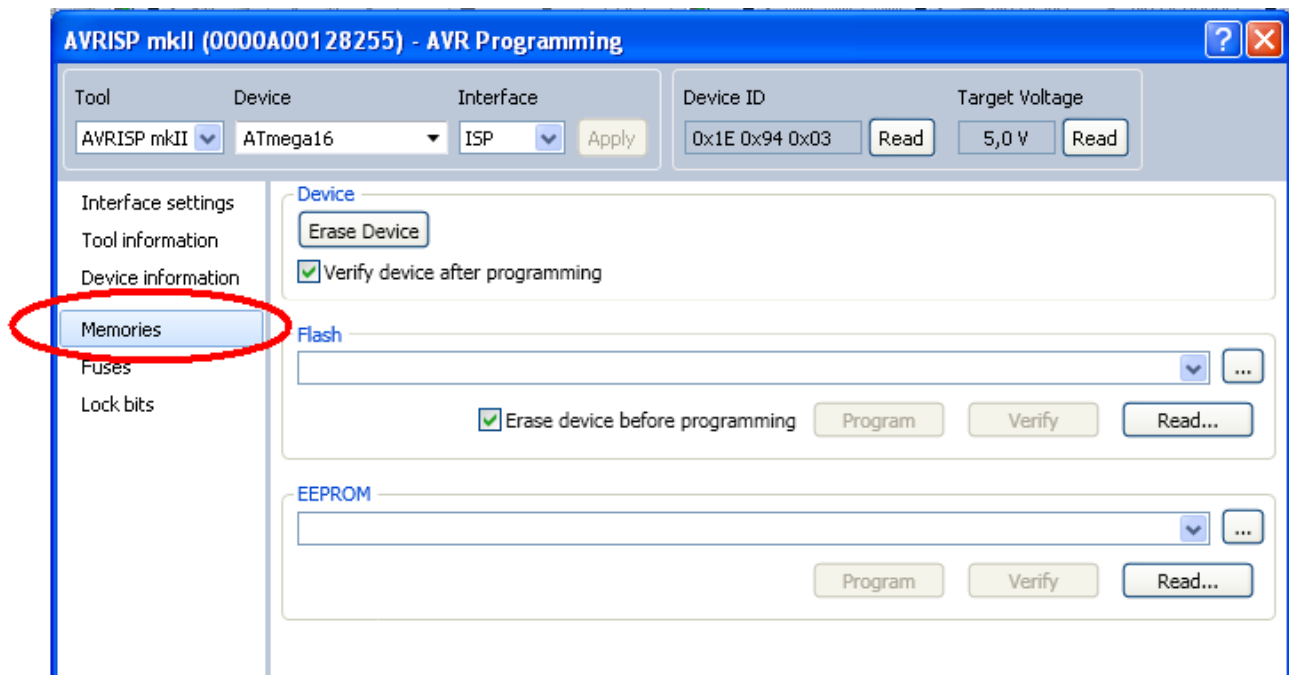 AVRISP mkII (0000A00128255) - AVR Programming
Tool Device Interface Device ID Target Voltage
AVRISP mkII ATmega16 ISP Apply 0x1E 0x94 0x03 Read 5,0 V Read
Interface settings
Tool information
Device information
Memories
Fuses
Lock bits
Device
Erase Device
Verify device after programming
Flash
...
Erase device before programming Program Verify Read...
EEPROM
...
Program Verify Read...